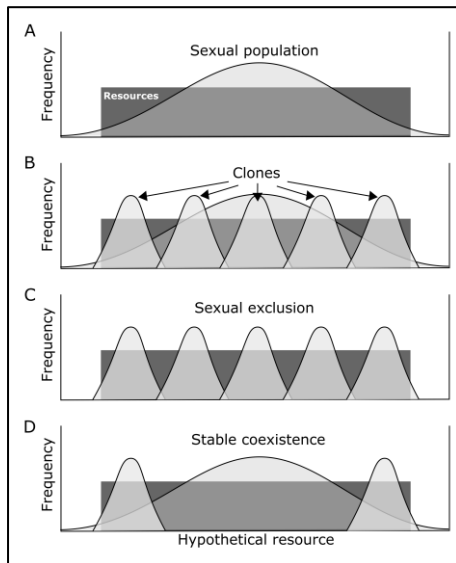 A
Sexual population
Frequency
Resources
B
Clones
Frequency
C
Sexual exclusion
Frequency
D
Stable coexistence
Frequency
Hypothetical resource